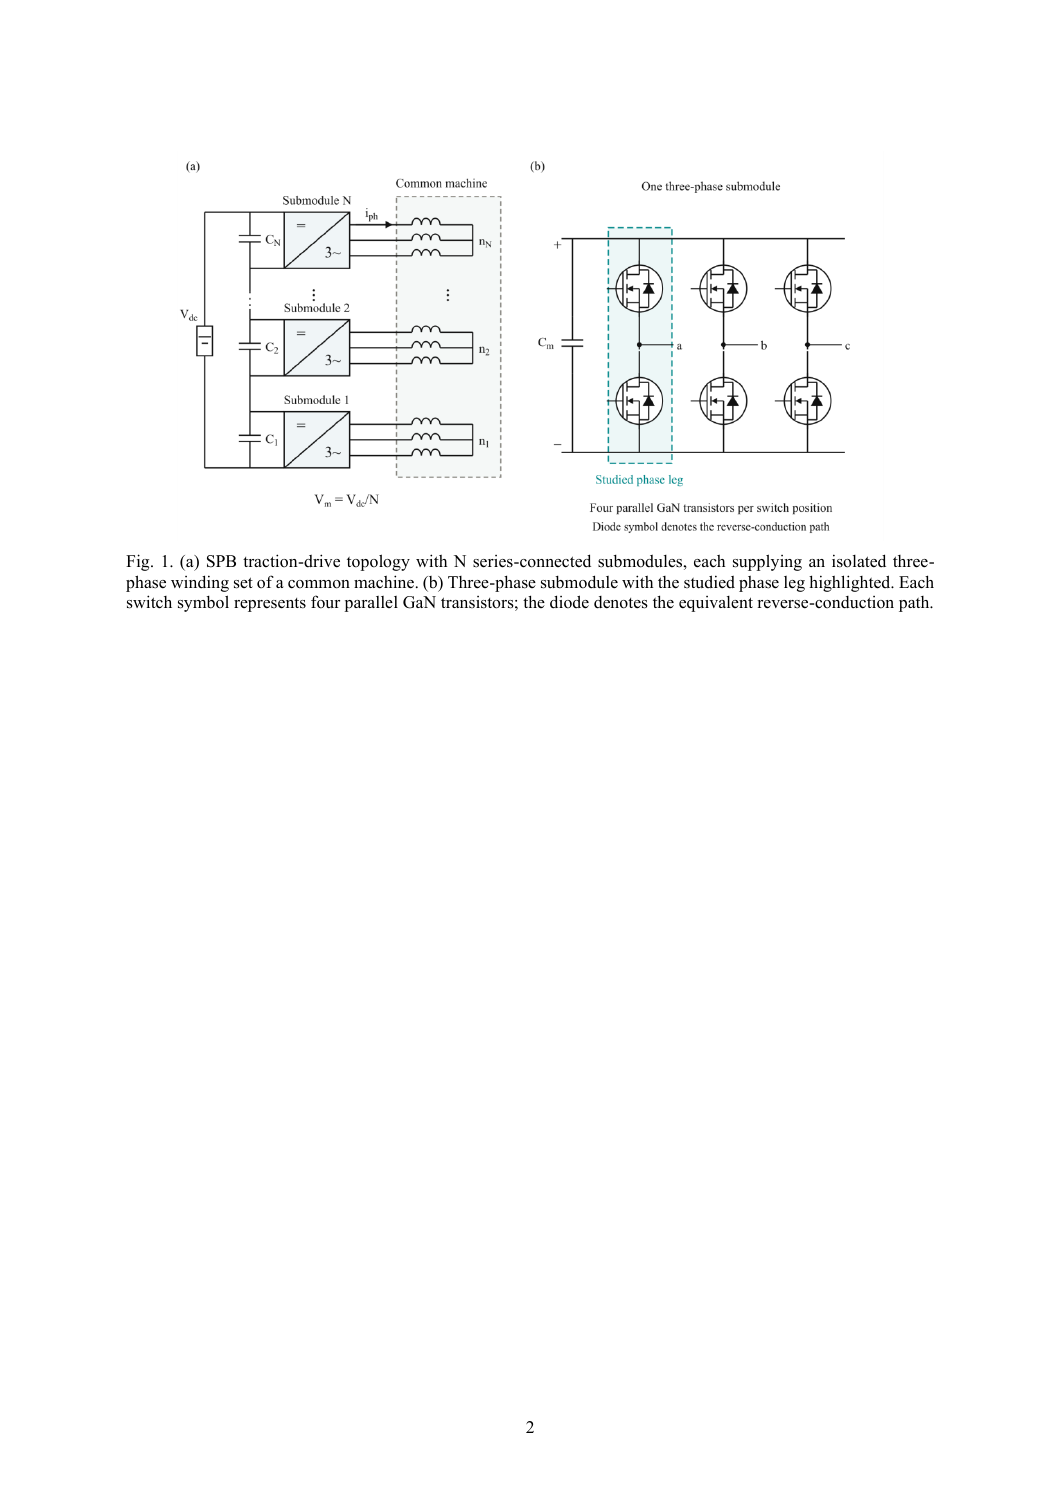 (a)
Common machine
Submodule N
iph
CN
=
3~
nN
Submodule 2
Vdc
C2
=
3~
n2
Submodule 1
C1
=
3~
n1
Vm = Vdc/N
(b)
One three-phase submodule
+
Cm
a
b
c
−
Studied phase leg
Four parallel GaN transistors per switch position
Diode symbol denotes the reverse-conduction path
Fig. 1. (a) SPB traction-drive topology with N series-connected submodules, each supplying an isolated three-
phase winding set of a common machine. (b) Three-phase submodule with the studied phase leg highlighted. Each
switch symbol represents four parallel GaN transistors; the diode denotes the equivalent reverse-conduction path.
2